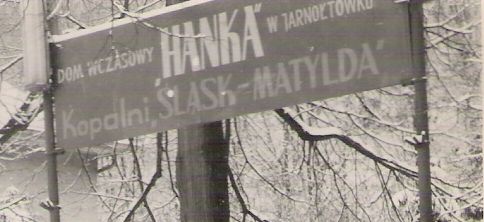 DOM WCZASOWY „HANKA” W JARNOŁTÓWKU
Kopalni „ŚLĄSK-MATYLDA”